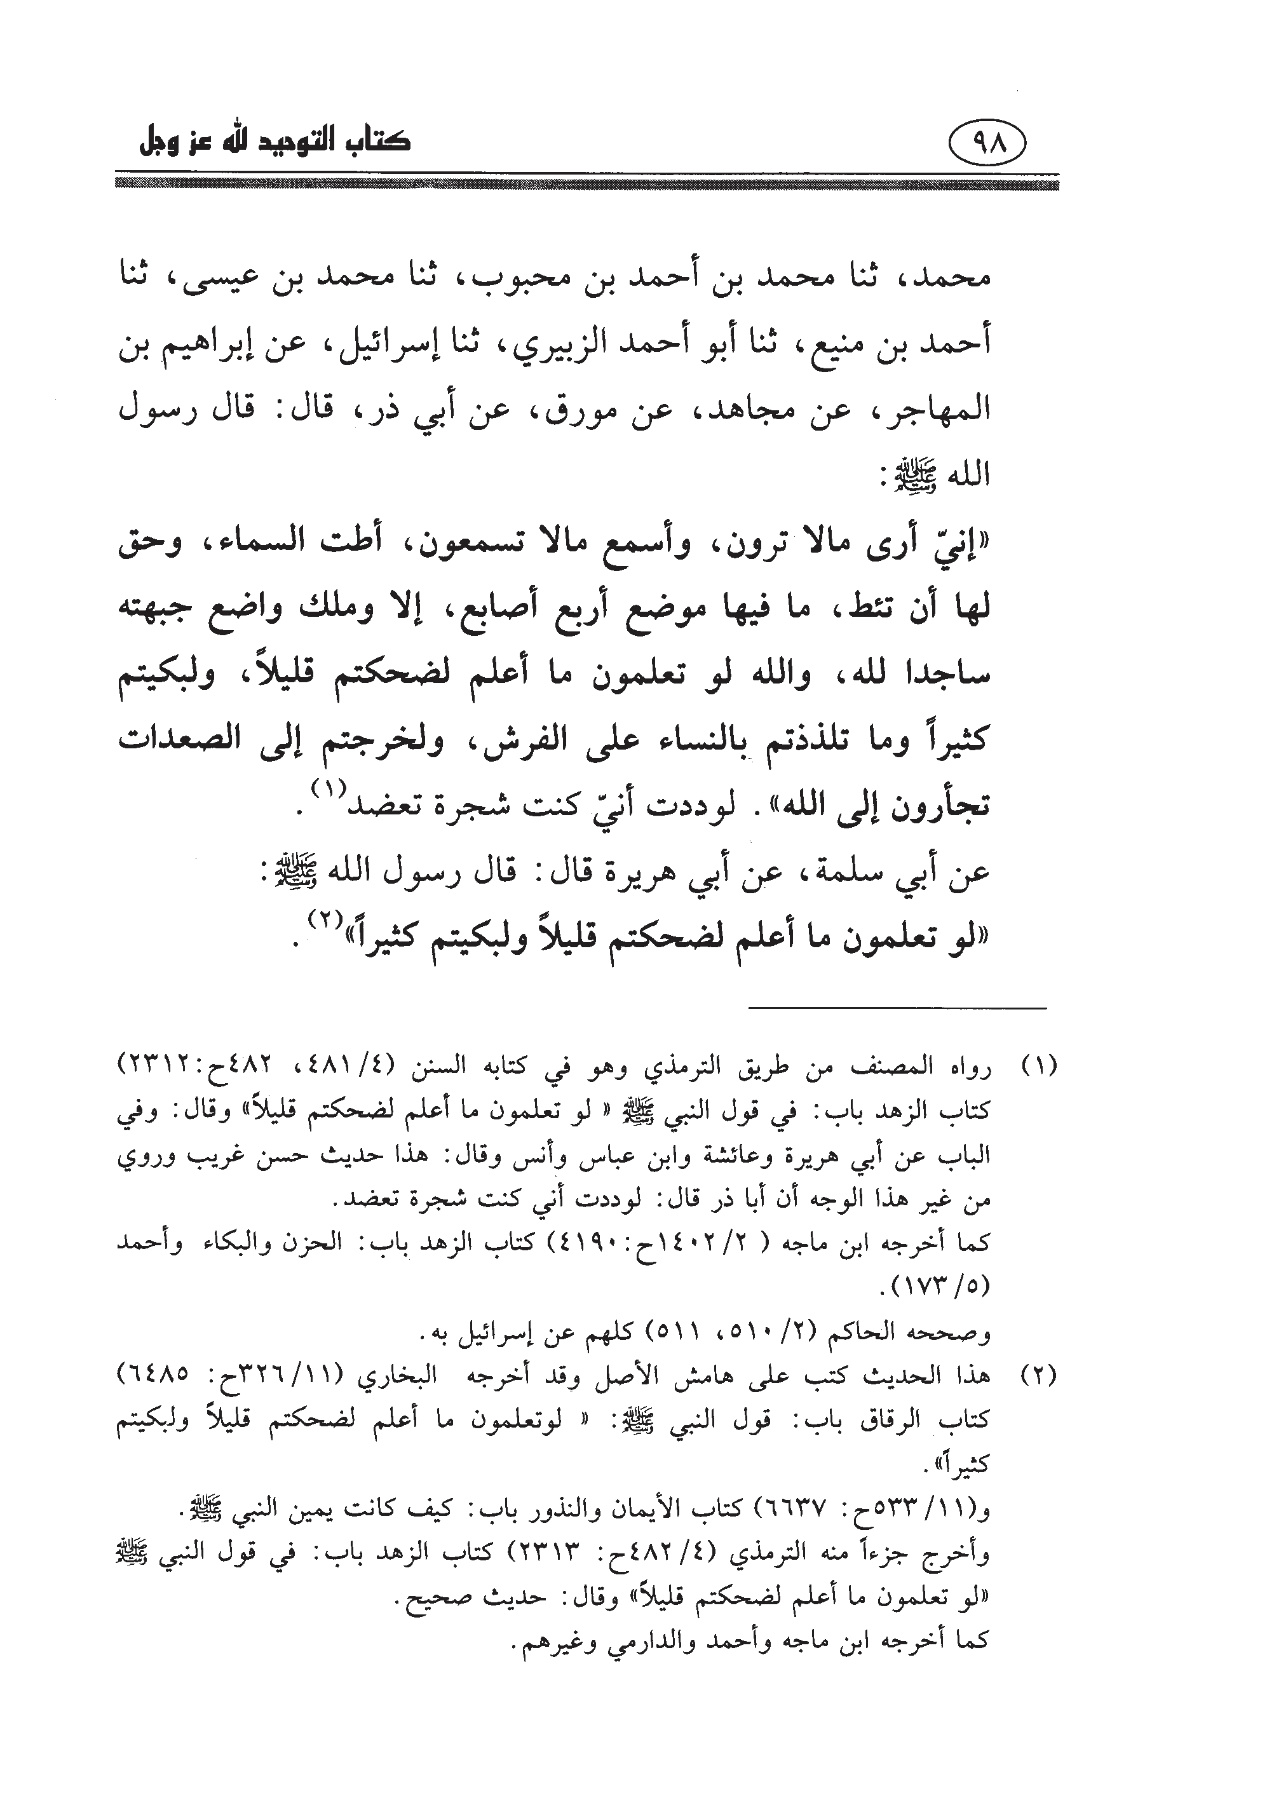 ٩٨
كتاب التوحيد لله عز وجل
محمد، ثنا محمد بن أحمد بن محبوب، ثنا محمد بن عيسى، ثنا
أحمد بن منيع، ثنا أبو أحمد الزبيري، ثنا إسرائيل، عن إبراهيم بن
المهاجر، عن مجاهد، عن مورق، عن أبي ذر، قال: قال رسول
الله ﷺ:
«إنيّ أرى مالا ترون، وأسمع مالا تسمعون، أطت السماء، وحق
لها أن تئط، ما فيها موضع أربع أصابع، إلا وملك واضع جبهته
ساجدا لله، والله لو تعلمون ما أعلم لضحكتم قليلاً، ولبكيتم
كثيراً وما تلذذتم بالنساء على الفرش، ولخرجتم إلى الصعدات
تجأرون إلى الله». لوددت أنيّ كنت شجرة تعضد(١).
عن أبي سلمة، عن أبي هريرة قال: قال رسول الله ﷺ:
«لو تعلمون ما أعلم لضحكتم قليلاً ولبكيتم كثيراً»(٢).
(١) رواه المصنف من طريق الترمذي وهو في كتابه السنن (٤/ ٤٨١، ٤٨٢ح:٢٣١٢)
كتاب الزهد باب: في قول النبي ﷺ « لو تعلمون ما أعلم لضحكتم قليلاً» وقال: وفي
الباب عن أبي هريرة وعائشة وابن عباس وأنس وقال: هذا حديث حسن غريب وروي
من غير هذا الوجه أن أبا ذر قال: لوددت أني كنت شجرة تعضد.
كما أخرجه ابن ماجه ( ٢/ ١٤٠٢ح:٤١٩٠) كتاب الزهد باب: الحزن والبكاء وأحمد
(٥/ ١٧٣).
وصححه الحاكم (٢/ ٥١٠، ٥١١) كلهم عن إسرائيل به.
(٢) هذا الحديث كتب على هامش الأصل وقد أخرجه البخاري (١١/ ٣٢٦ح: ٦٤٨٥)
كتاب الرقاق باب: قول النبي ﷺ: « لوتعلمون ما أعلم لضحكتم قليلاً ولبكيتم
كثيراً».
و(١١/ ٥٣٣ح: ٦٦٣٧) كتاب الأيمان والنذور باب: كيف كانت يمين النبي ﷺ.
وأخرج جزءاً منه الترمذي (٤/ ٤٨٢ح: ٢٣١٣) كتاب الزهد باب: في قول النبي ﷺ
«لو تعلمون ما أعلم لضحكتم قليلاً» وقال: حديث صحيح.
كما أخرجه ابن ماجه وأحمد والدارمي وغيرهم.